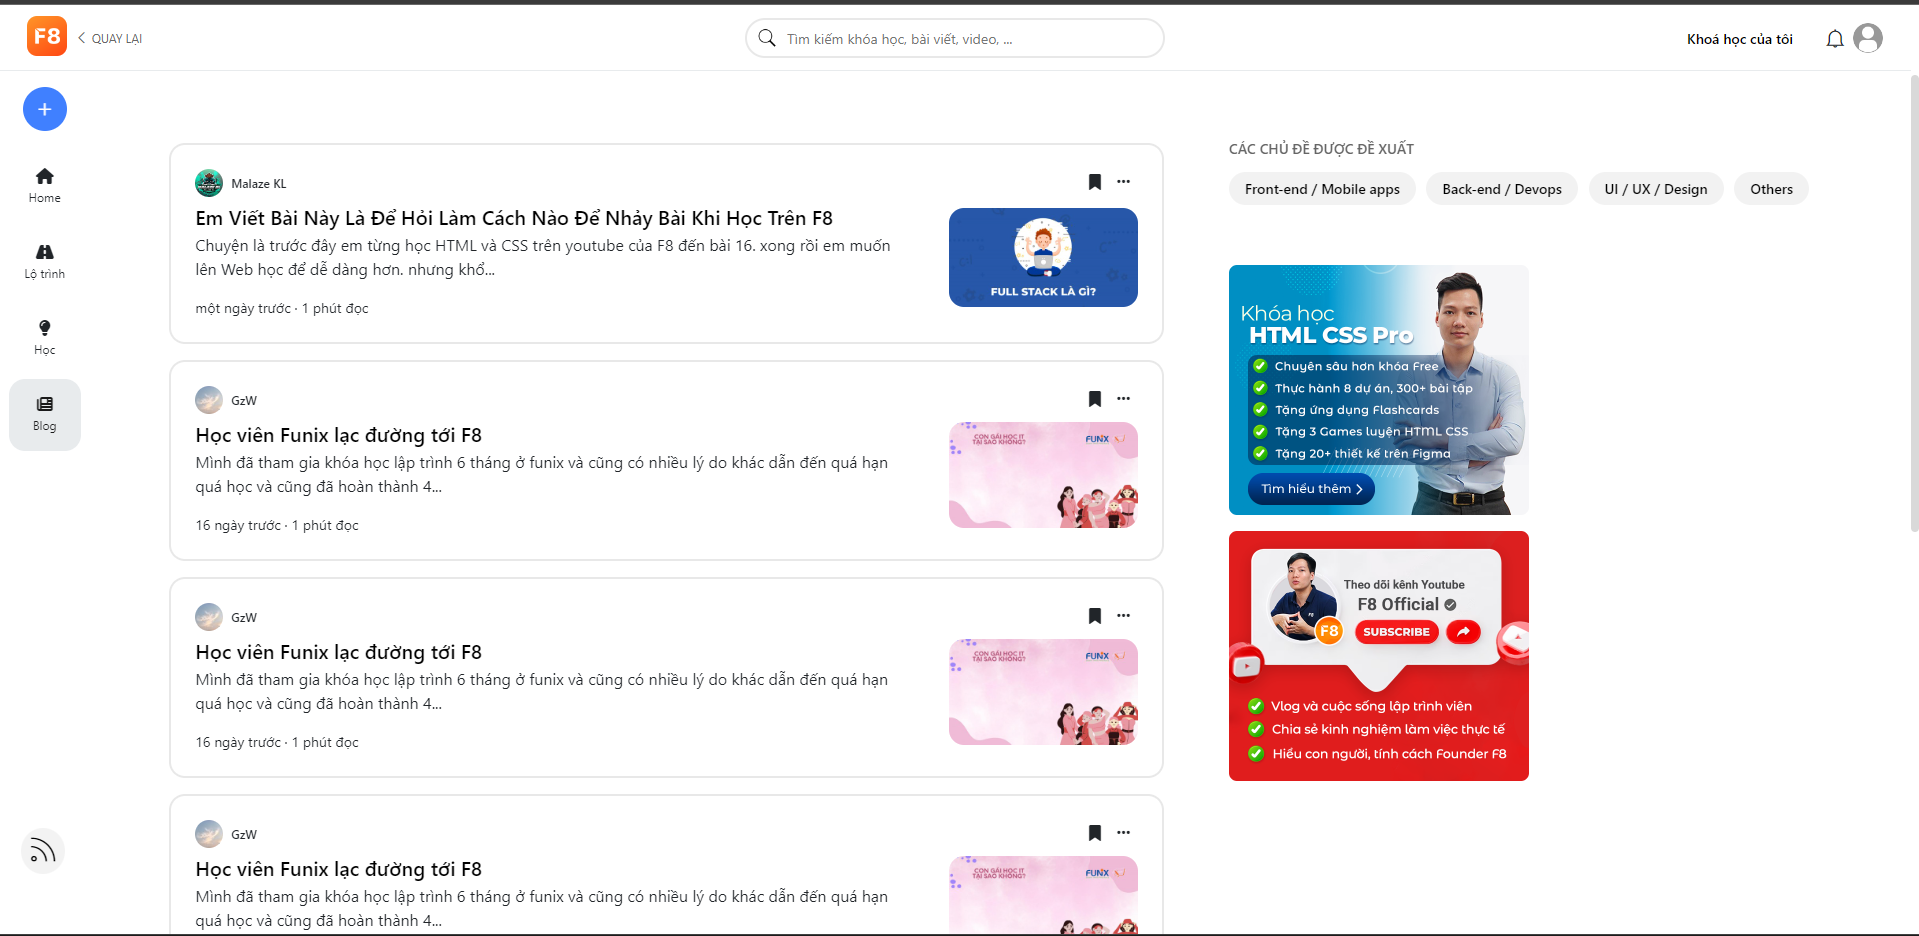 F8
QUAY LẠI
Tìm kiếm khóa học, bài viết, video, ...
Khoá học của tôi
Home
Lộ trình
Học
Blog
Malaze KL
Em Viết Bài Này Là Để Hỏi Làm Cách Nào Để Nhảy Bài Khi Học Trên F8
Chuyện là trước đây em từng học HTML và CSS trên youtube của F8 đến bài 16. xong rồi em muốn
lên Web học để dễ dàng hơn. nhưng khổ...
một ngày trước · 1 phút đọc
FULL STACK LÀ GÌ?
GzW
Học viên Funix lạc đường tới F8
Mình đã tham gia khóa học lập trình 6 tháng ở funix và cũng có nhiều lý do khác dẫn đến quá hạn
quá học và cũng đã hoàn thành 4...
16 ngày trước · 1 phút đọc
CON GÁI HỌC IT
TẠI SAO KHÔNG?
FUNiX
GzW
Học viên Funix lạc đường tới F8
Mình đã tham gia khóa học lập trình 6 tháng ở funix và cũng có nhiều lý do khác dẫn đến quá hạn
quá học và cũng đã hoàn thành 4...
16 ngày trước · 1 phút đọc
CON GÁI HỌC IT
TẠI SAO KHÔNG?
FUNiX
GzW
Học viên Funix lạc đường tới F8
Mình đã tham gia khóa học lập trình 6 tháng ở funix và cũng có nhiều lý do khác dẫn đến quá hạn
quá học và cũng đã hoàn thành 4...
CON GÁI HỌC IT
TẠI SAO KHÔNG?
FUNiX
CÁC CHỦ ĐỀ ĐƯỢC ĐỀ XUẤT
Front-end / Mobile apps
Back-end / Devops
UI / UX / Design
Others
Khóa học
HTML CSS Pro
Chuyên sâu hơn khóa Free
Thực hành 8 dự án, 300+ bài tập
Tặng ứng dụng Flashcards
Tặng 3 Games luyện HTML CSS
Tặng 20+ thiết kế trên Figma
Tìm hiểu thêm
Theo dõi kênh Youtube
F8 Official
F8
SUBSCRIBE
Vlog và cuộc sống lập trình viên
Chia sẻ kinh nghiệm làm việc thực tế
Hiểu con người, tính cách Founder F8